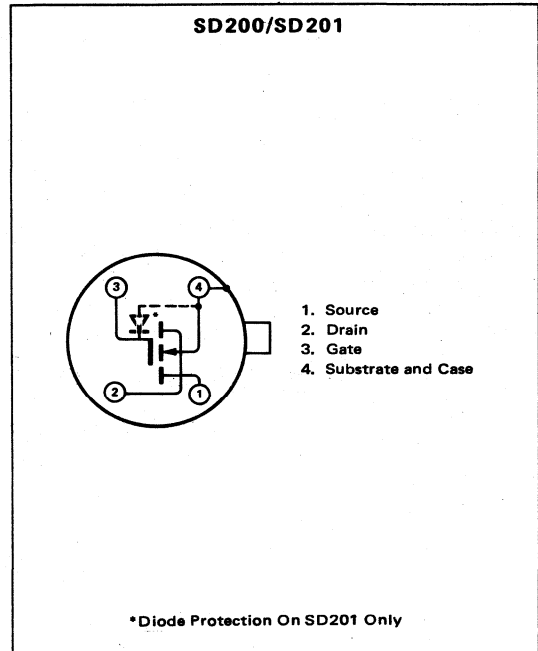 SD200/SD201
3
4
*
2
1
1. Source
2. Drain
3. Gate
4. Substrate and Case
*Diode Protection On SD201 Only